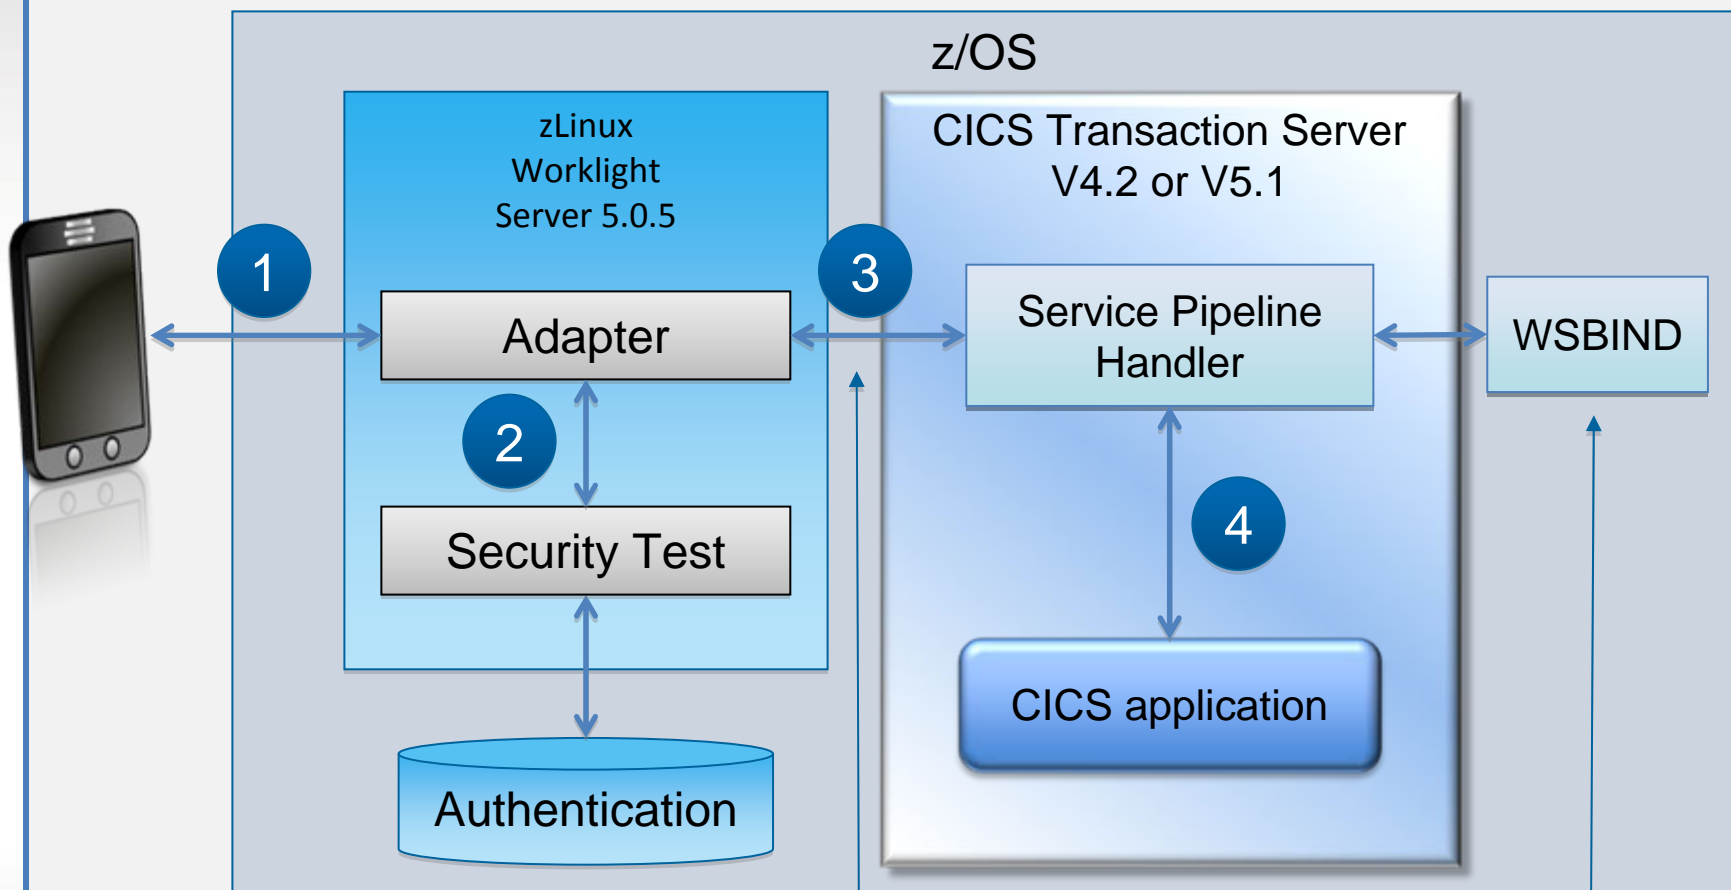 z/OS
zLinux
Worklight
Server 5.0.5
CICS Transaction Server
V4.2 or V5.1
1
3
Adapter
Service Pipeline
Handler
WSBIND
2
4
Security Test
CICS application
Authentication